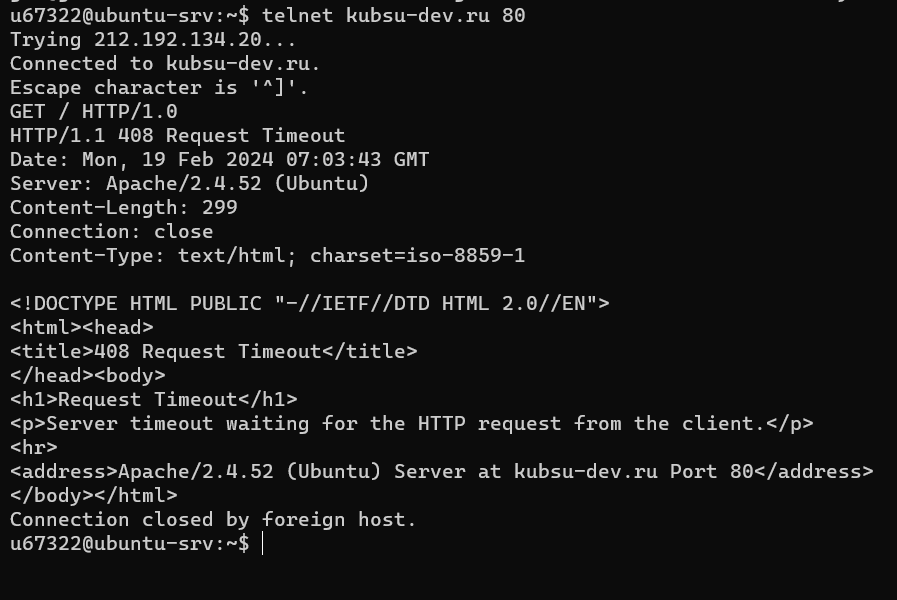 u67322@ubuntu-srv:~$ telnet kubsu-dev.ru 80
Trying 212.192.134.20...
Connected to kubsu-dev.ru.
Escape character is '^]'.
GET / HTTP/1.0
HTTP/1.1 408 Request Timeout
Date: Mon, 19 Feb 2024 07:03:43 GMT
Server: Apache/2.4.52 (Ubuntu)
Content-Length: 299
Connection: close
Content-Type: text/html; charset=iso-8859-1

<!DOCTYPE HTML PUBLIC "-//IETF//DTD HTML 2.0//EN">
<html><head>
<title>408 Request Timeout</title>
</head><body>
<h1>Request Timeout</h1>
<p>Server timeout waiting for the HTTP request from the client.</p>
<hr>
<address>Apache/2.4.52 (Ubuntu) Server at kubsu-dev.ru Port 80</address>
</body></html>
Connection closed by foreign host.
u67322@ubuntu-srv:~$